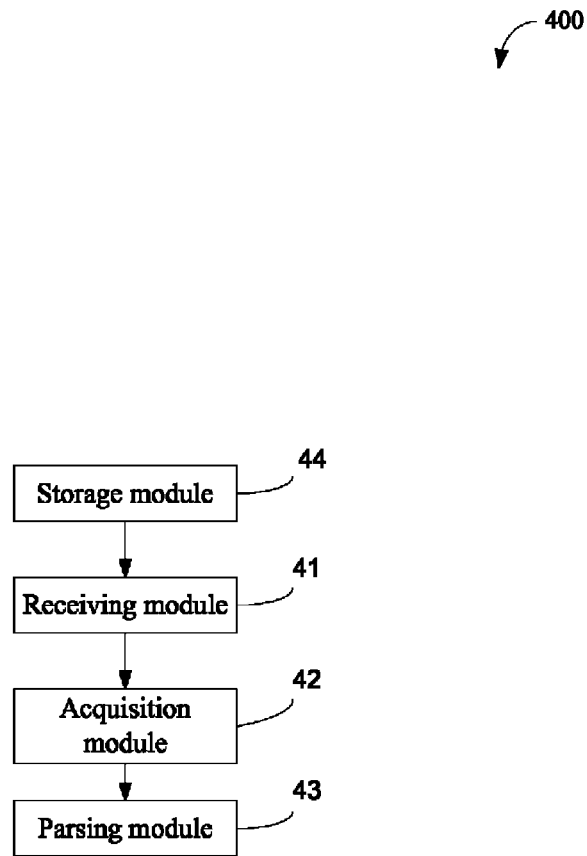 400
44
Storage module
41
Receiving module
42
Acquisition
module
43
Parsing module